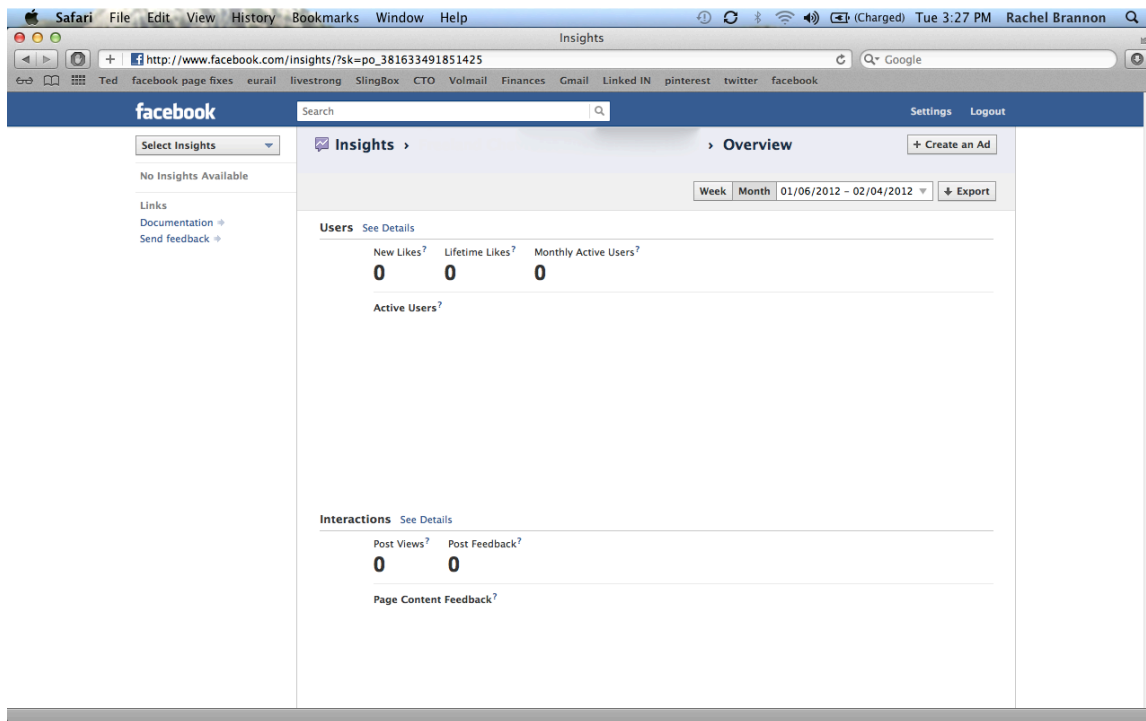 Safari File Edit View History Bookmarks Window Help (Charged) Tue 3:27 PM Rachel Brannon
Insights
http://www.facebook.com/insights/?sk=po_381633491851425 Google
Ted facebook page fixes eurail livestrong SlingBox CTO Volmail Finances Gmail Linked IN pinterest twitter facebook
facebook Search Settings Logout
Select Insights Insights › › Overview + Create an Ad
No Insights Available
Week Month 01/06/2012 - 02/04/2012 Export
Links
Documentation
Send feedback
Users See Details
New Likes? Lifetime Likes? Monthly Active Users?
0 0 0
Active Users?
Interactions See Details
Post Views? Post Feedback?
0 0
Page Content Feedback?